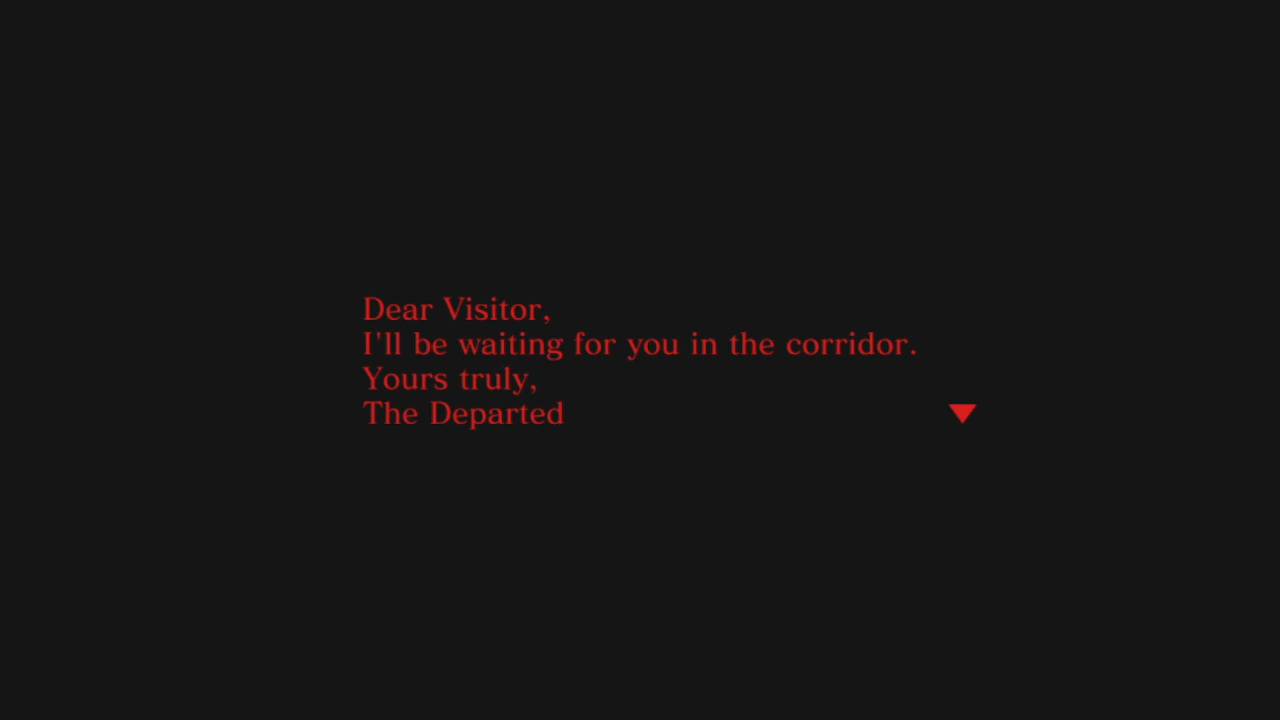 Dear Visitor,
I'll be waiting for you in the corridor.
Yours truly,
The Departed